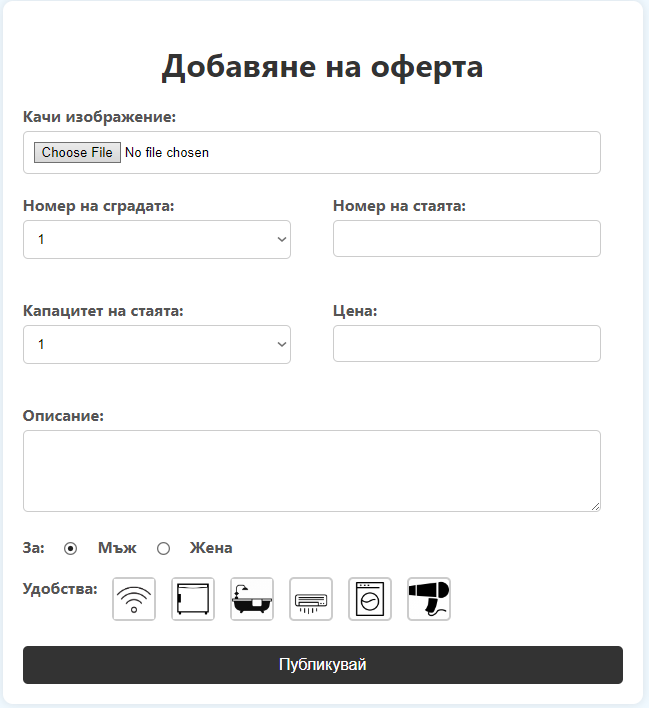 Добавяне на оферта
Качи изображение:
Choose File No file chosen
Номер на сградата: Номер на стаята:
1
Капацитет на стаята: Цена:
1
Описание:
За: Мъж Жена
Удобства:
Публикувай